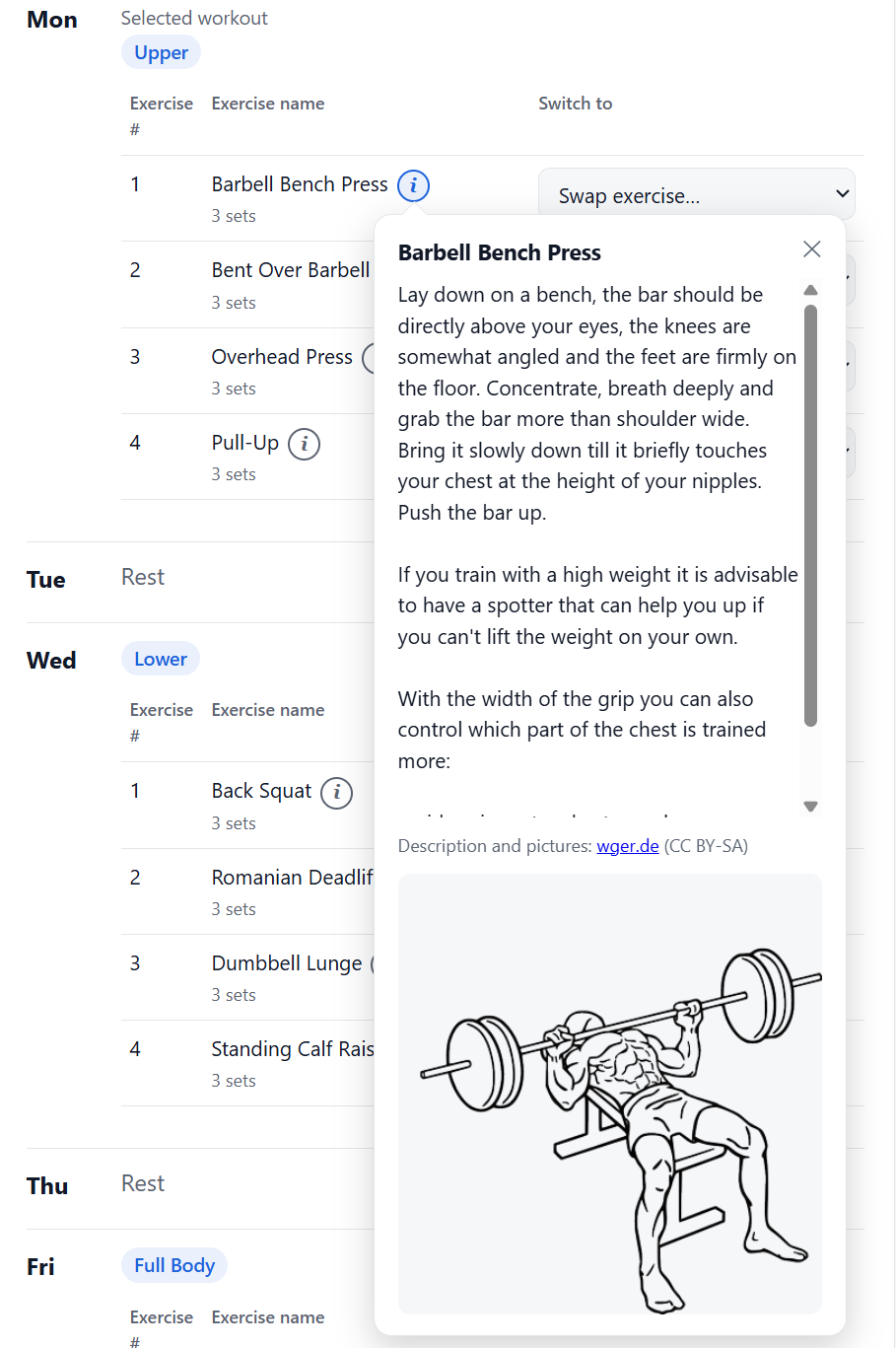 Mon
Selected workout
Upper
Exercise # Exercise name Switch to
1 Barbell Bench Press i Swap exercise...
3 sets
2 Bent Over Barbell
3 sets
3 Overhead Press
3 sets
4 Pull-Up i
3 sets
Barbell Bench Press
Lay down on a bench, the bar should be
directly above your eyes, the knees are
somewhat angled and the feet are firmly on
the floor. Concentrate, breath deeply and
grab the bar more than shoulder wide.
Bring it slowly down till it briefly touches
your chest at the height of your nipples.
Push the bar up.
If you train with a high weight it is advisable
to have a spotter that can help you up if
you can't lift the weight on your own.
With the width of the grip you can also
control which part of the chest is trained
more:
Description and pictures: wger.de (CC BY-SA)
Tue Rest
Wed Lower
Exercise # Exercise name
1 Back Squat i
3 sets
2 Romanian Deadlif
3 sets
3 Dumbbell Lunge
3 sets
4 Standing Calf Rais
3 sets
Thu Rest
Fri Full Body
Exercise # Exercise name